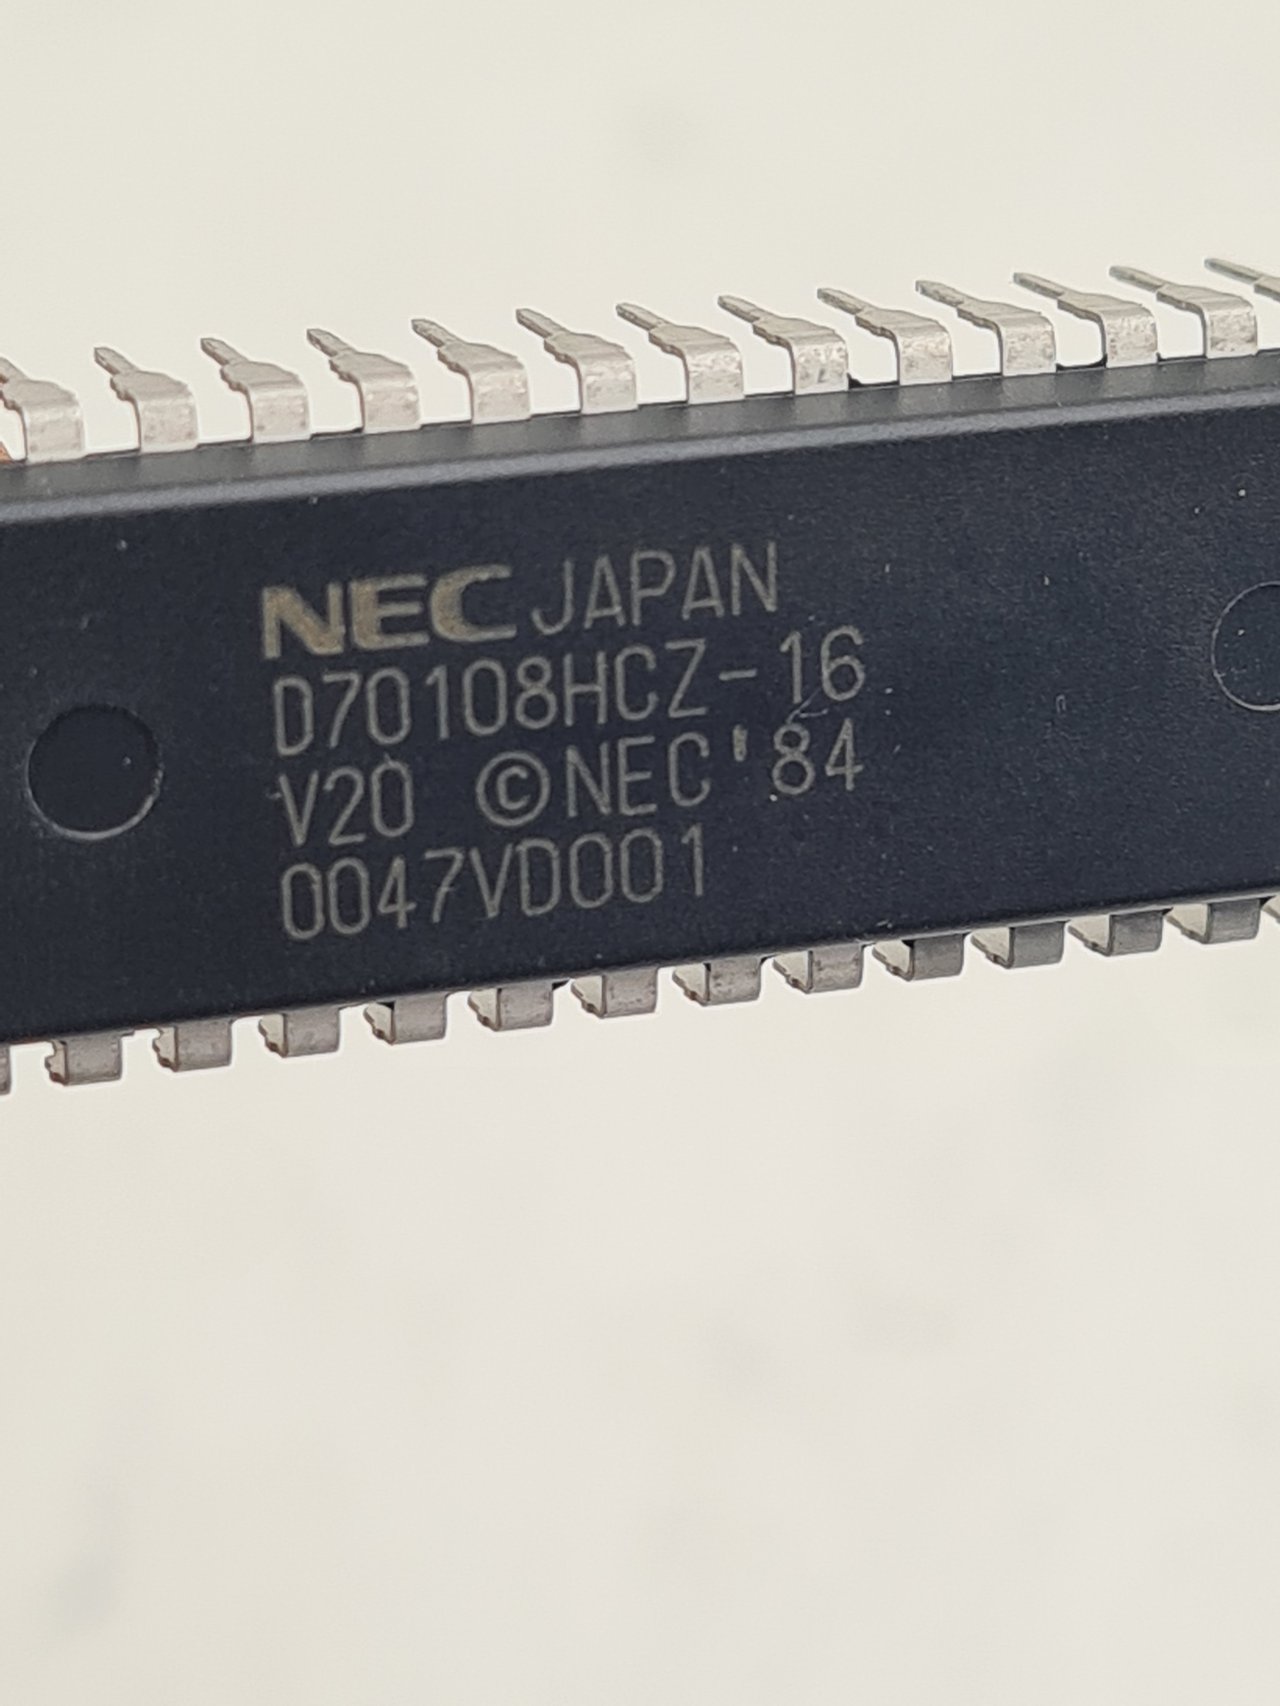 NEC JAPAN
D70108HCZ-16
V20 ©NEC'84
0047VD001